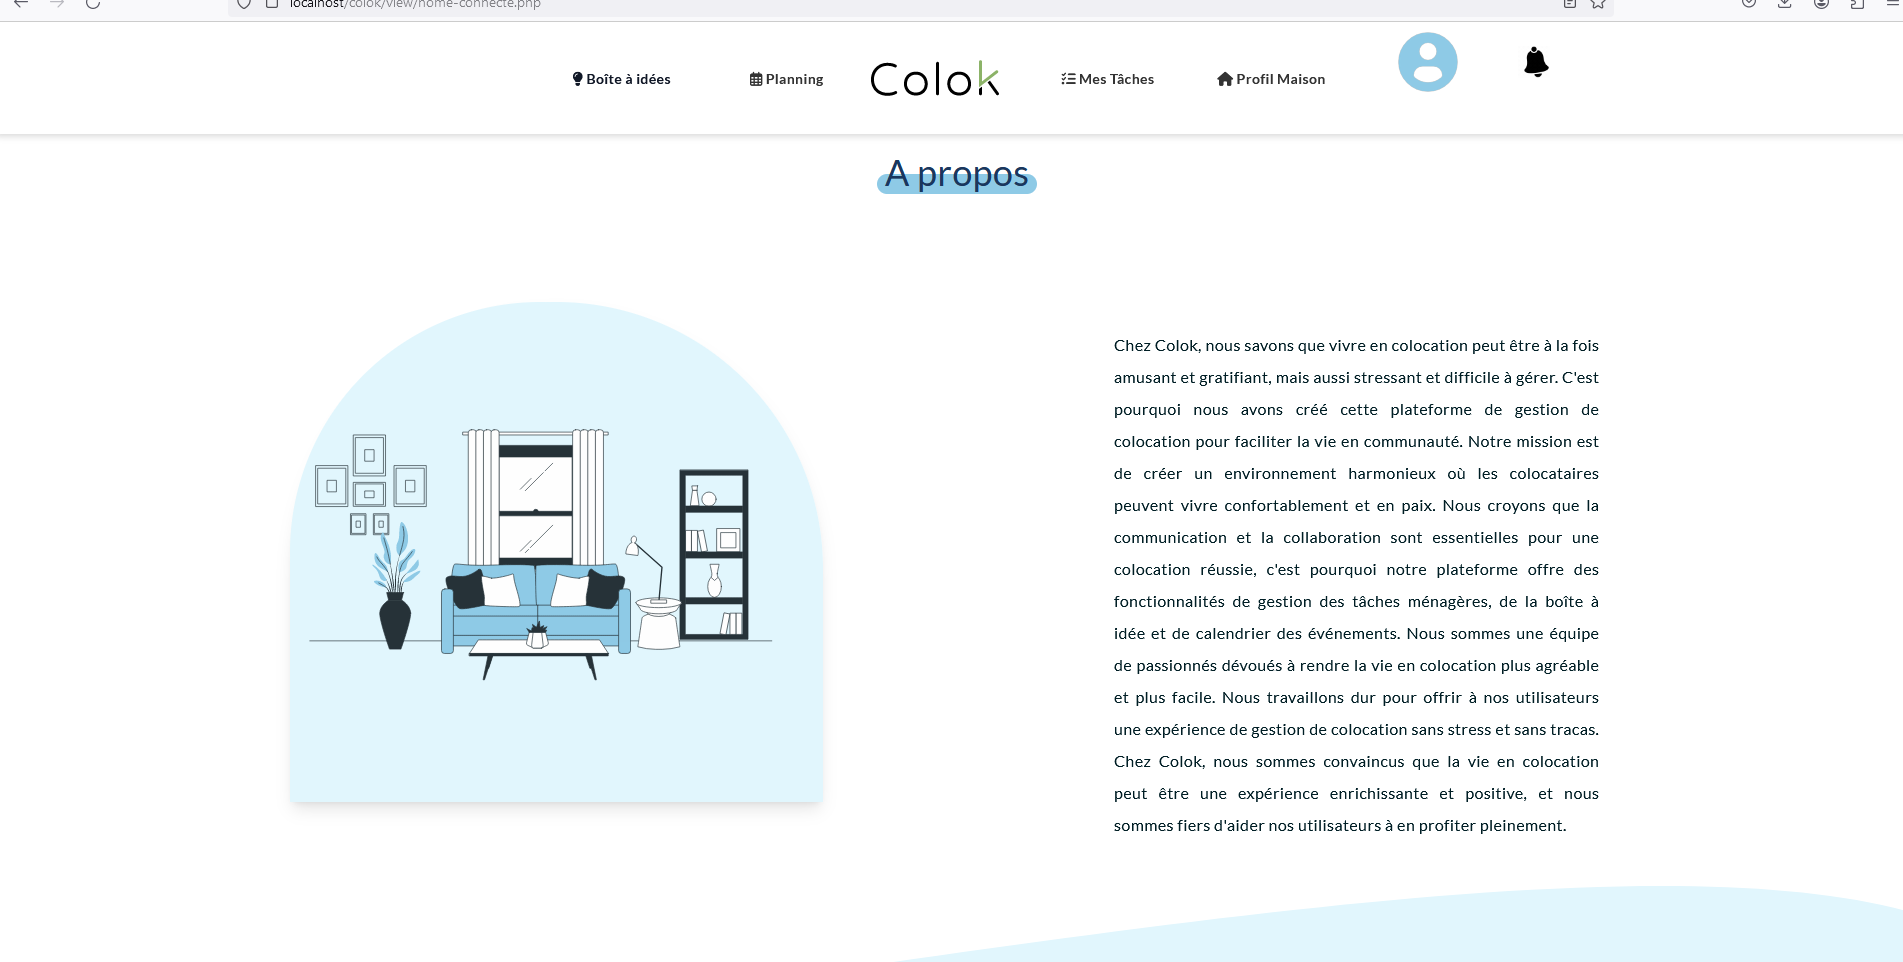 localhost/colok/view/home-connecte.php
Boîte à idées
Planning
Colok
Mes Tâches
Profil Maison
A propos
Chez Colok, nous savons que vivre en colocation peut être à la fois
amusant et gratifiant, mais aussi stressant et difficile à gérer. C'est
pourquoi nous avons créé cette plateforme de gestion de
colocation pour faciliter la vie en communauté. Notre mission est
de créer un environnement harmonieux où les colocataires
peuvent vivre confortablement et en paix. Nous croyons que la
communication et la collaboration sont essentielles pour une
colocation réussie, c'est pourquoi notre plateforme offre des
fonctionnalités de gestion des tâches ménagères, de la boîte à
idée et de calendrier des événements. Nous sommes une équipe
de passionnés dévoués à rendre la vie en colocation plus agréable
et plus facile. Nous travaillons dur pour offrir à nos utilisateurs
une expérience de gestion de colocation sans stress et sans tracas.
Chez Colok, nous sommes convaincus que la vie en colocation
peut être une expérience enrichissante et positive, et nous
sommes fiers d'aider nos utilisateurs à en profiter pleinement.